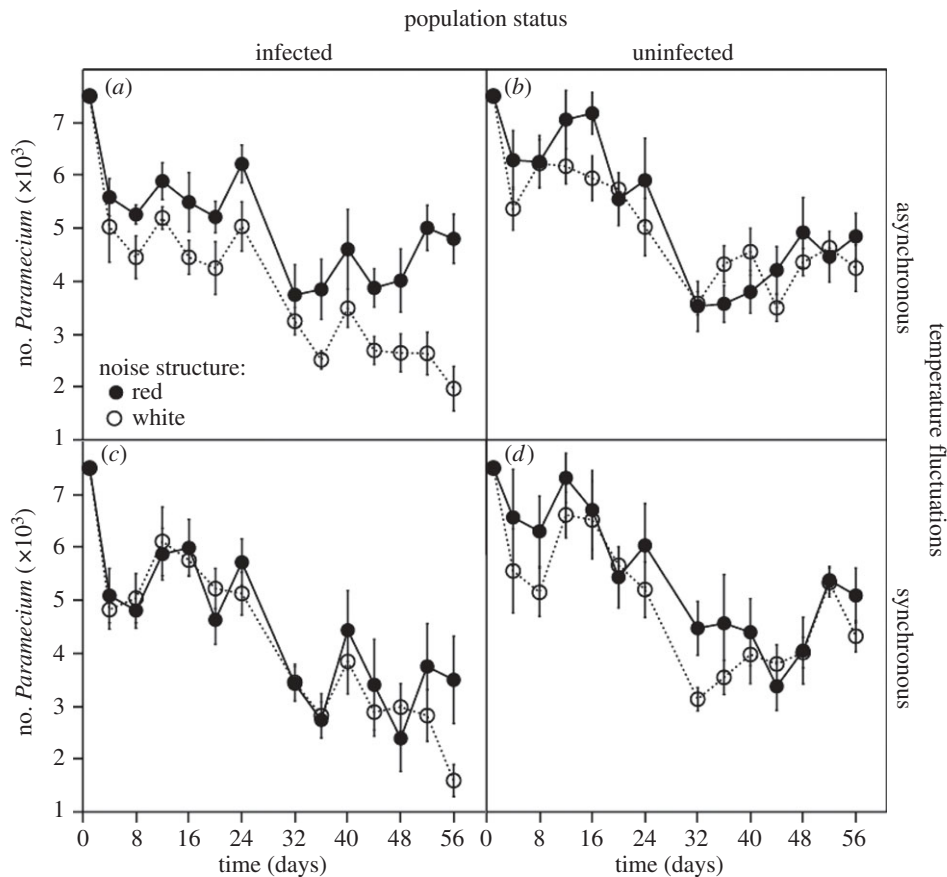 population status
infected
uninfected
(a)
(b)
7
6
5
4
3
2
1
no. Paramecium (×10³)
noise structure:
red
white
asynchronous
temperature fluctuations
(c)
(d)
7
6
5
4
3
2
1
no. Paramecium (×10³)
synchronous
0 8 16 24 32 40 48 56
0 8 16 24 32 40 48 56
time (days)
time (days)